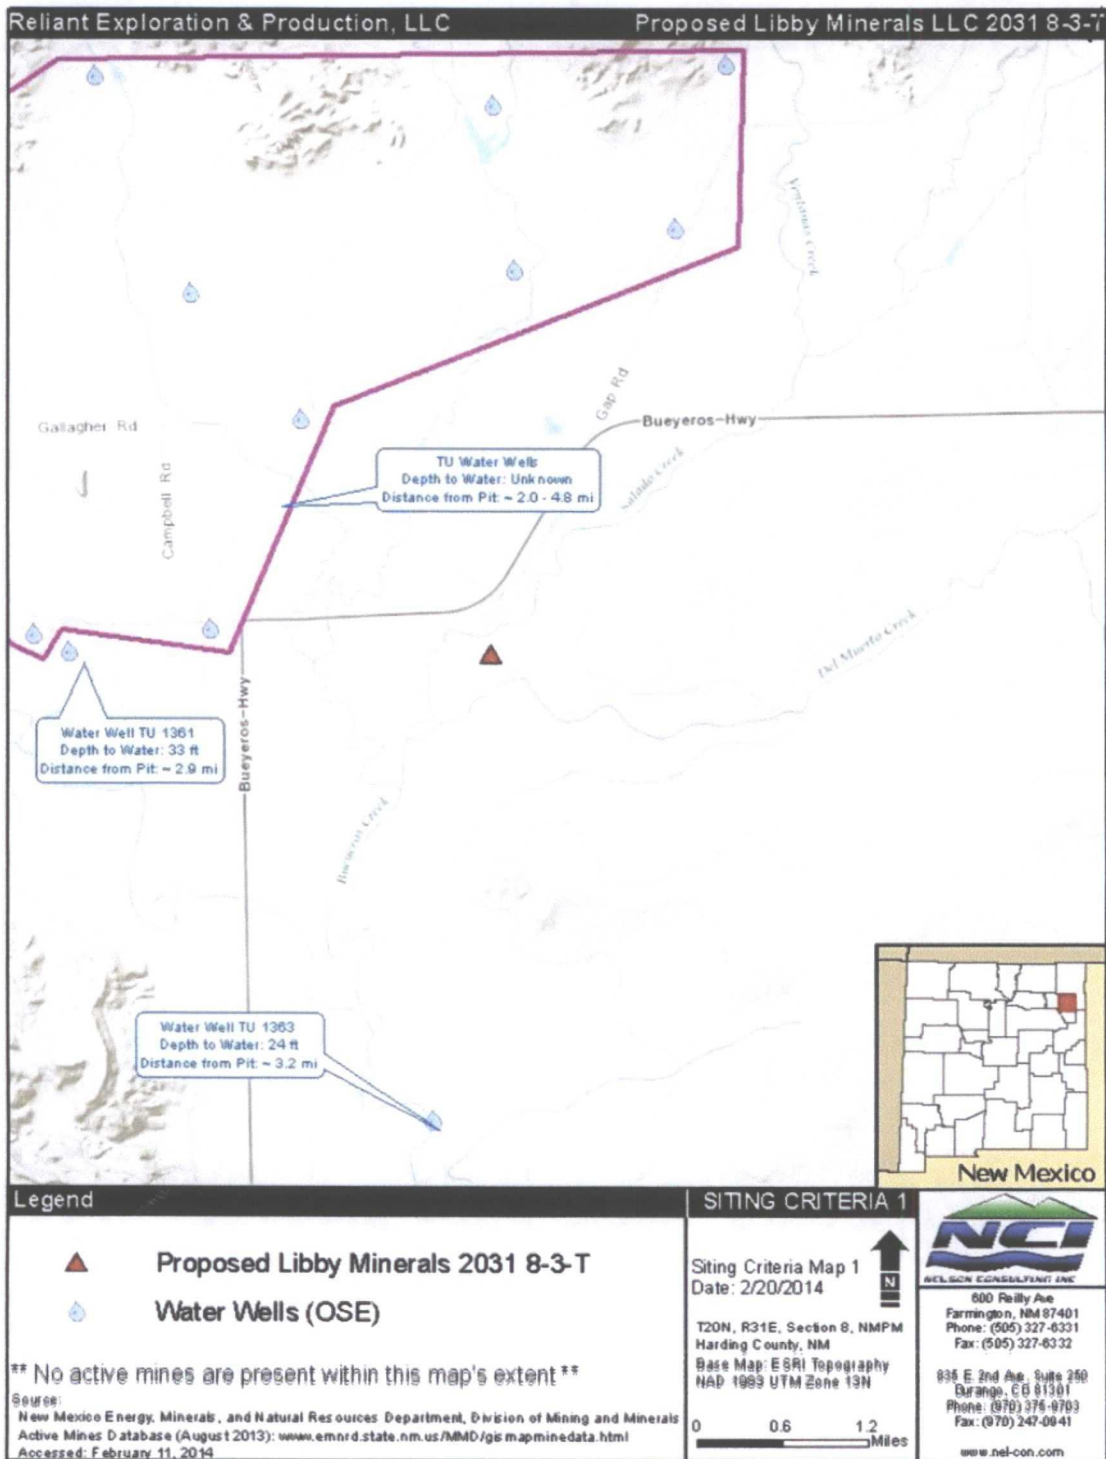 Reliant Exploration & Production, LLC
Proposed Libby Minerals LLC 2031 8-3-T
Ventanas Creek
Gallagher Rd
Campbell Rd
Gap Rd
Bueyeros-Hwy
TU Water Wells
Depth to Water: Unknown
Distance from Pit: ~ 2.0 - 4.8 mi
Salado Creek
Del Muerto Creek
Water Well TU 1361
Depth to Water: 33 ft
Distance from Pit: ~ 2.9 mi
Bueyeros-Hwy
Bueyeros Creek
Water Well TU 1363
Depth to Water: 24 ft
Distance from Pit: ~ 3.2 mi
New Mexico
Legend
Proposed Libby Minerals 2031 8-3-T
Water Wells (OSE)
** No active mines are present within this map's extent **
Source:
New Mexico Energy, Minerals, and Natural Resources Department, Division of Mining and Minerals
Active Mines Database (August 2013): www.emnrd.state.nm.us/MMD/gismapminedata.html
Accessed: February 11, 2014
SITING CRITERIA 1
Siting Criteria Map 1
Date: 2/20/2014
N
T20N, R31E, Section 8, NMPM
Harding County, NM
Base Map: ESRI Topography
NAD 1983 UTM Zone 13N
0 0.6 1.2
Miles
NCI
NELSON CONSULTING INC
600 Reilly Ave
Farmington, NM 87401
Phone: (505) 327-6331
Fax: (505) 327-6332
835 E. 2nd Ave, Suite 250
Durango, CO 81301
Phone: (970) 375-9703
Fax: (970) 247-0941
www.nel-con.com